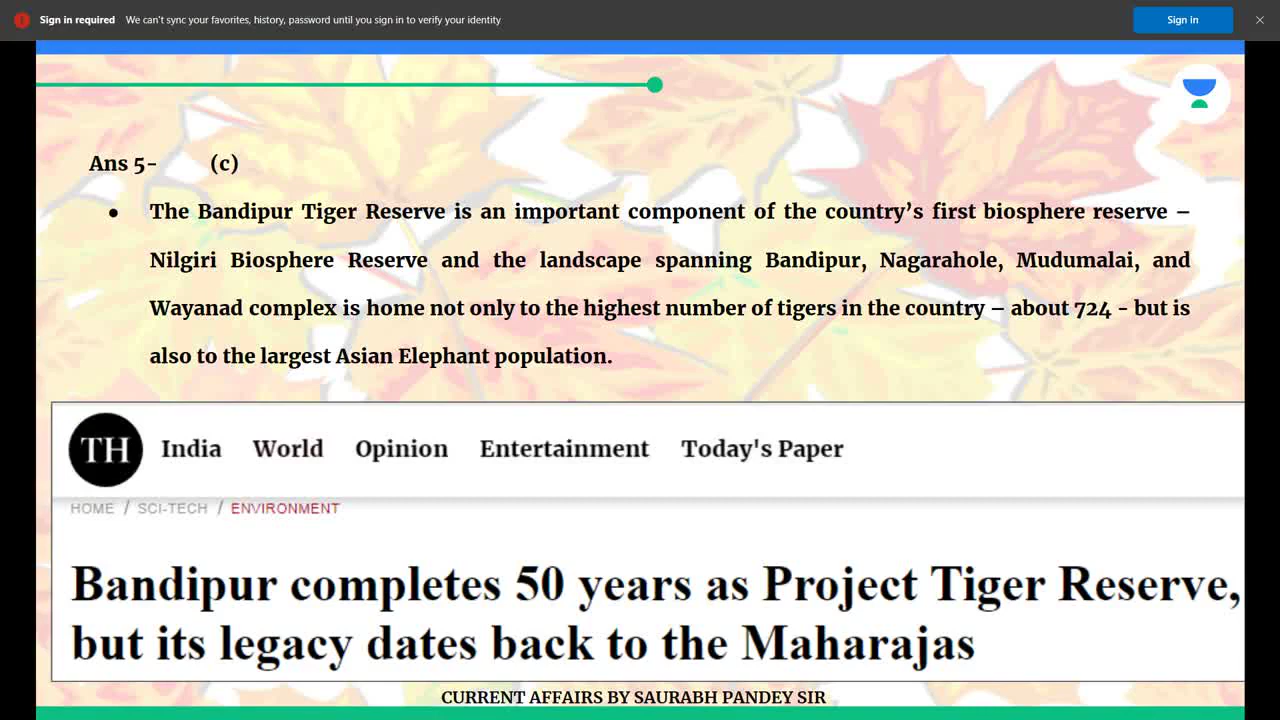 Sign in required We can't sync your favorites, history, password until you sign in to verify your identity Sign in
Ans 5- (c)
● The Bandipur Tiger Reserve is an important component of the country's first biosphere reserve –
Nilgiri Biosphere Reserve and the landscape spanning Bandipur, Nagarahole, Mudumalai, and
Wayanad complex is home not only to the highest number of tigers in the country – about 724 - but is
also to the largest Asian Elephant population.
TH India World Opinion Entertainment Today's Paper
HOME / SCI-TECH / ENVIRONMENT
Bandipur completes 50 years as Project Tiger Reserve,
but its legacy dates back to the Maharajas
CURRENT AFFAIRS BY SAURABH PANDEY SIR